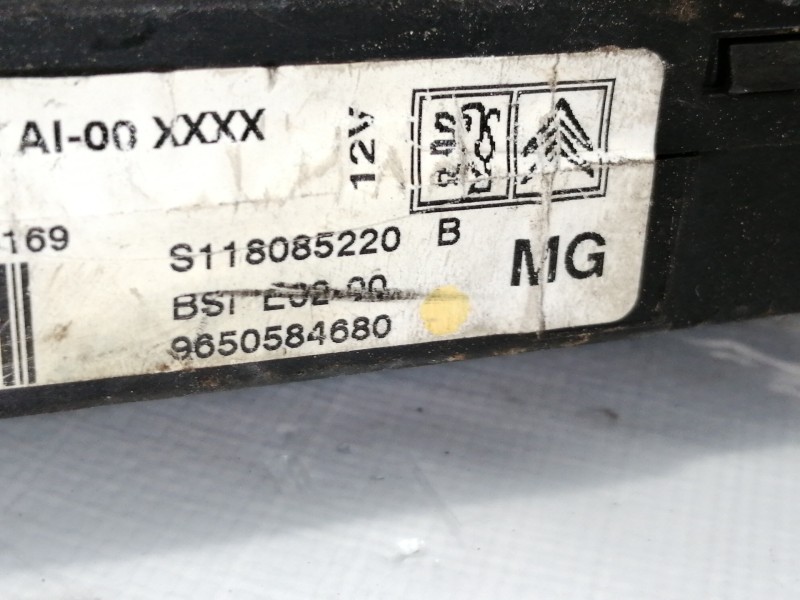 AI-00 XXXX
12V
169
S118085220 B
MG
BSI E02-00
9650584680